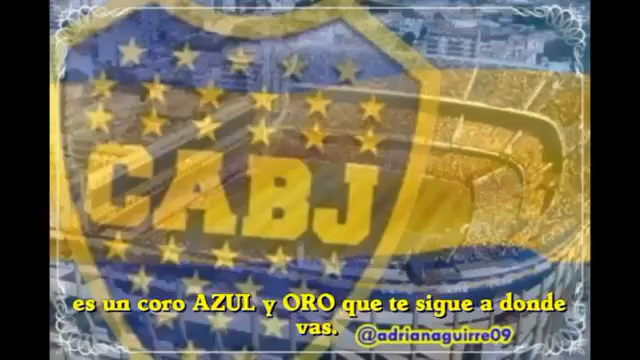 CABJ
es un coro AZUL y ORO que te sigue a donde
vas.
@adrianaguirre09